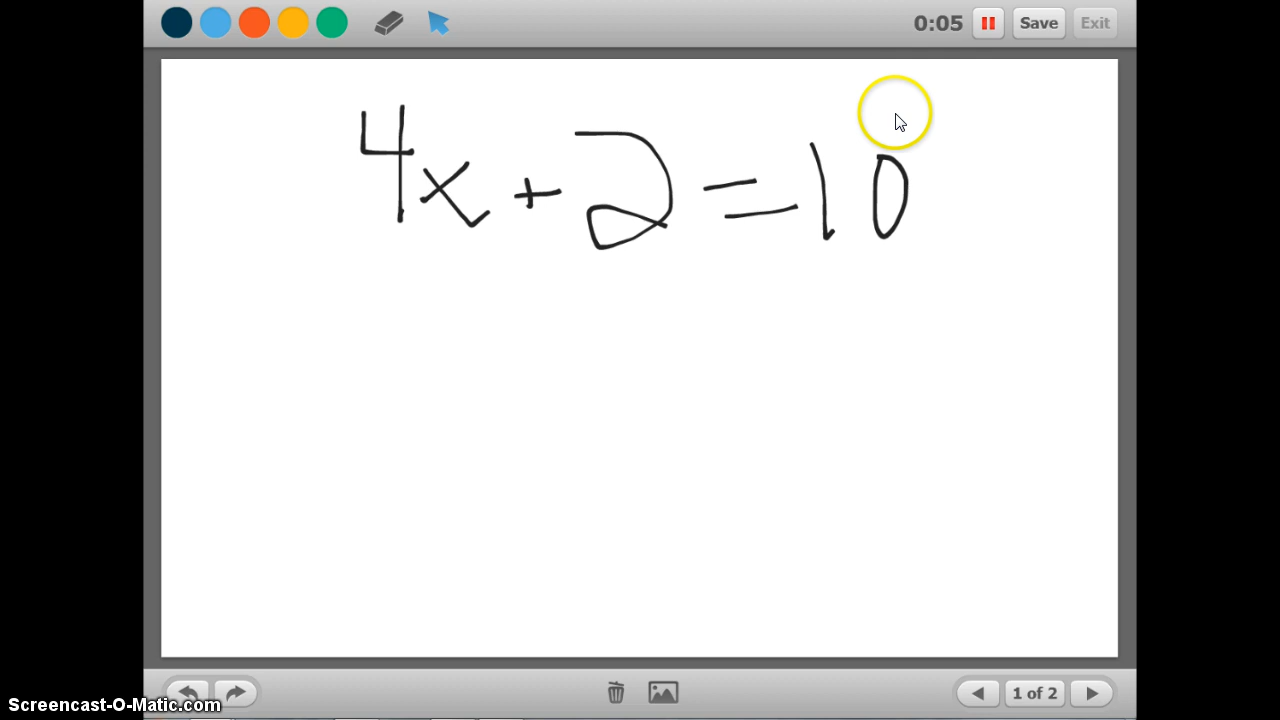 0:05 Save Exit
4x + 2 = 10
1 of 2
Screencast-O-Matic.com